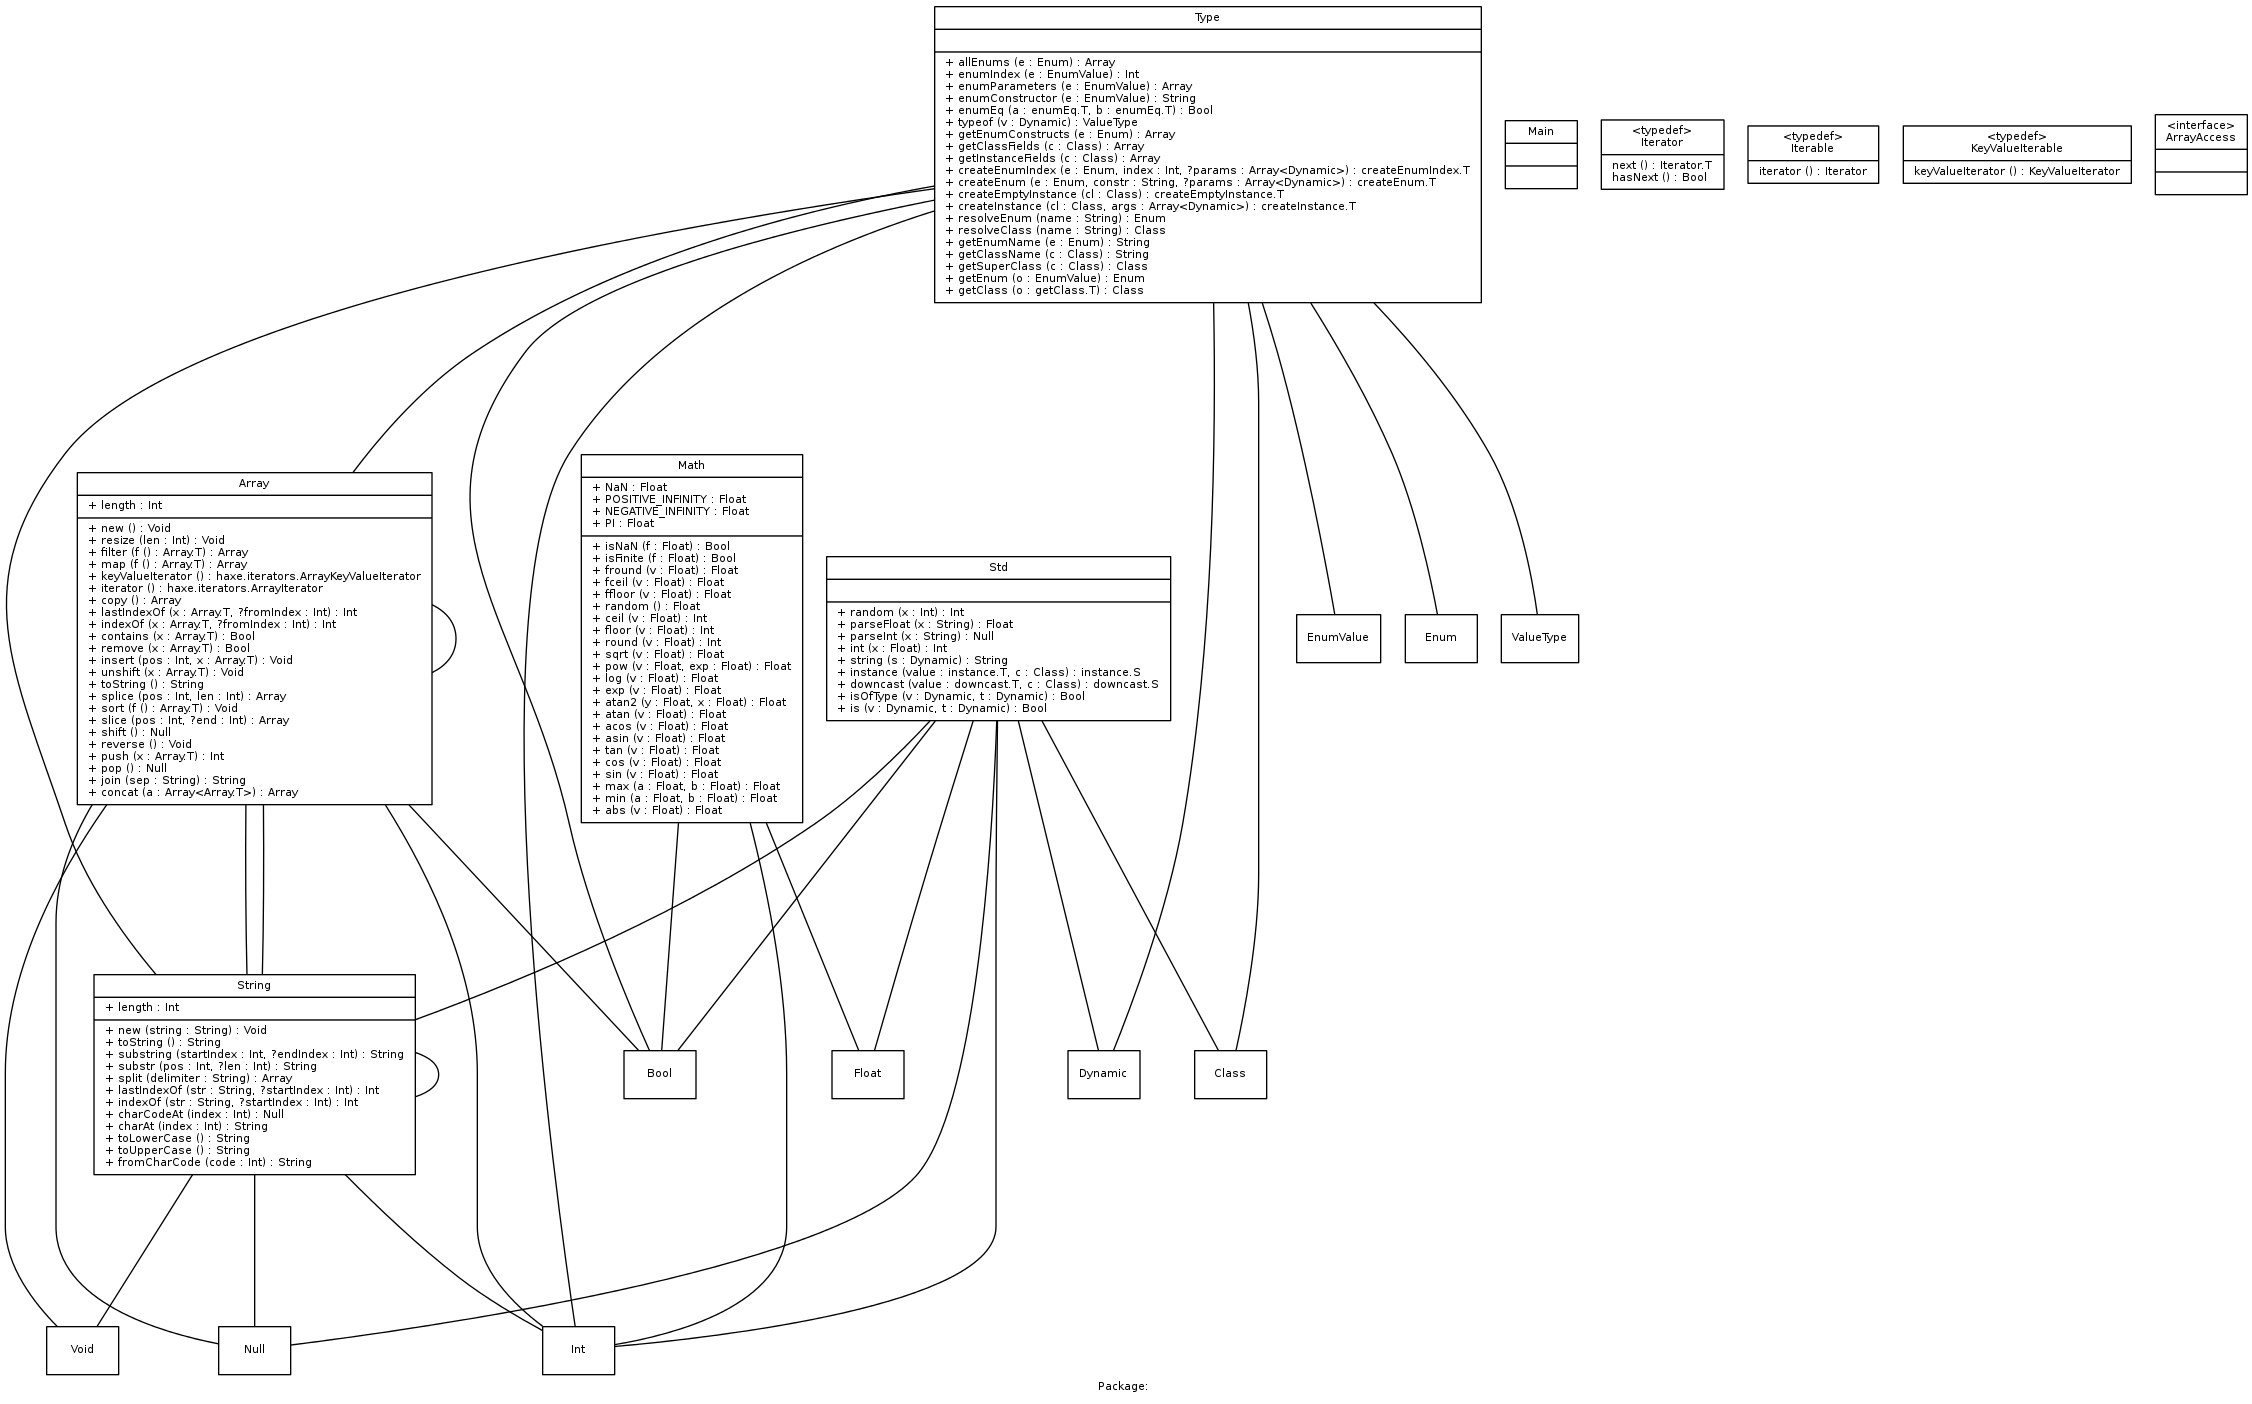 Type
+ allEnums (e : Enum) : Array
+ enumIndex (e : EnumValue) : Int
+ enumParameters (e : EnumValue) : Array
+ enumConstructor (e : EnumValue) : String
+ enumEq (a : enumEq.T, b : enumEq.T) : Bool
+ typeof (v : Dynamic) : ValueType
+ getEnumConstructs (e : Enum) : Array
+ getClassFields (c : Class) : Array
+ getInstanceFields (c : Class) : Array
+ createEnumIndex (e : Enum, index : Int, ?params : Array<Dynamic>) : createEnumIndex.T
+ createEnum (e : Enum, constr : String, ?params : Array<Dynamic>) : createEnum.T
+ createEmptyInstance (cl : Class) : createEmptyInstance.T
+ createInstance (cl : Class, args : Array<Dynamic>) : createInstance.T
+ resolveEnum (name : String) : Enum
+ resolveClass (name : String) : Class
+ getEnumName (e : Enum) : String
+ getClassName (c : Class) : String
+ getSuperClass (c : Class) : Class
+ getEnum (o : EnumValue) : Enum
+ getClass (o : getClass.T) : Class
Main
<typedef>
Iterator
next () : Iterator.T
hasNext () : Bool
<typedef>
Iterable
iterator () : Iterator
<typedef>
KeyValueIterable
keyValueIterator () : KeyValueIterator
<interface>
ArrayAccess
Array
+ length : Int
+ new () : Void
+ resize (len : Int) : Void
+ filter (f () : Array.T) : Array
+ map (f () : Array.T) : Array
+ keyValueIterator () : haxe.iterators.ArrayKeyValueIterator
+ iterator () : haxe.iterators.ArrayIterator
+ copy () : Array
+ lastIndexOf (x : Array.T, ?fromIndex : Int) : Int
+ indexOf (x : Array.T, ?fromIndex : Int) : Int
+ contains (x : Array.T) : Bool
+ remove (x : Array.T) : Bool
+ insert (pos : Int, x : Array.T) : Void
+ unshift (x : Array.T) : Void
+ toString () : String
+ splice (pos : Int, len : Int) : Array
+ sort (f () : Array.T) : Void
+ slice (pos : Int, ?end : Int) : Array
+ shift () : Null
+ reverse () : Void
+ push (x : Array.T) : Int
+ pop () : Null
+ join (sep : String) : String
+ concat (a : Array<Array.T>) : Array
Math
+ NaN : Float
+ POSITIVE_INFINITY : Float
+ NEGATIVE_INFINITY : Float
+ PI : Float
+ isNaN (f : Float) : Bool
+ isFinite (f : Float) : Bool
+ fround (v : Float) : Float
+ fceil (v : Float) : Float
+ ffloor (v : Float) : Float
+ random () : Float
+ ceil (v : Float) : Int
+ floor (v : Float) : Int
+ round (v : Float) : Int
+ sqrt (v : Float) : Float
+ pow (v : Float, exp : Float) : Float
+ log (v : Float) : Float
+ exp (v : Float) : Float
+ atan2 (y : Float, x : Float) : Float
+ atan (v : Float) : Float
+ acos (v : Float) : Float
+ asin (v : Float) : Float
+ tan (v : Float) : Float
+ cos (v : Float) : Float
+ sin (v : Float) : Float
+ max (a : Float, b : Float) : Float
+ min (a : Float, b : Float) : Float
+ abs (v : Float) : Float
Std
+ random (x : Int) : Int
+ parseFloat (x : String) : Float
+ parseInt (x : String) : Null
+ int (x : Float) : Int
+ string (s : Dynamic) : String
+ instance (value : instance.T, c : Class) : instance.S
+ downcast (value : downcast.T, c : Class) : downcast.S
+ isOfType (v : Dynamic, t : Dynamic) : Bool
+ is (v : Dynamic, t : Dynamic) : Bool
EnumValue
Enum
ValueType
String
+ length : Int
+ new (string : String) : Void
+ toString () : String
+ substring (startIndex : Int, ?endIndex : Int) : String
+ substr (pos : Int, ?len : Int) : String
+ split (delimiter : String) : Array
+ lastIndexOf (str : String, ?startIndex : Int) : Int
+ indexOf (str : String, ?startIndex : Int) : Int
+ charCodeAt (index : Int) : Null
+ charAt (index : Int) : String
+ toLowerCase () : String
+ toUpperCase () : String
+ fromCharCode (code : Int) : String
Bool
Float
Dynamic
Class
Void
Null
Int
Package: